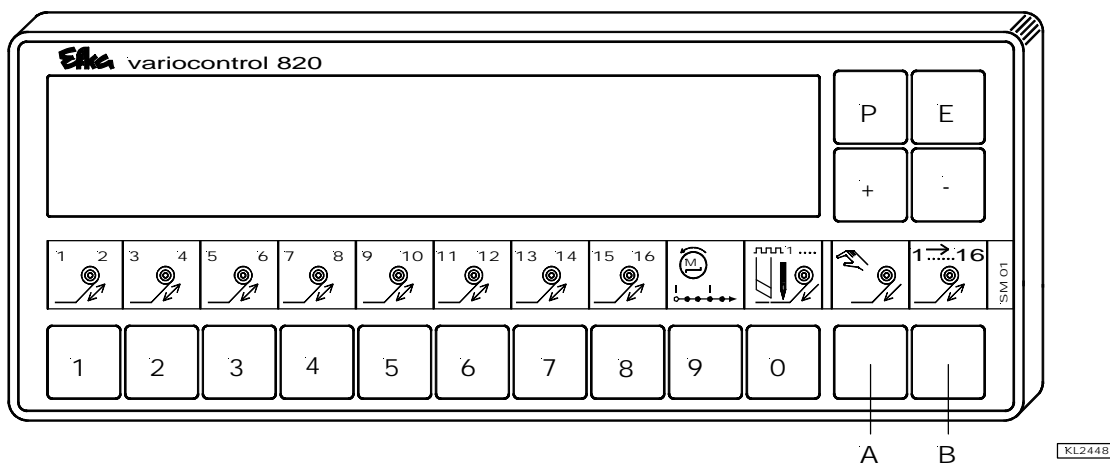 Efka variocontrol 820
P E
+ -
1 2 3 4 5 6 7 8 9 10 11 12 13 14 15 16 M 1 .... 1....16
SM 01
1 2 3 4 5 6 7 8 9 0
A B
KL2448